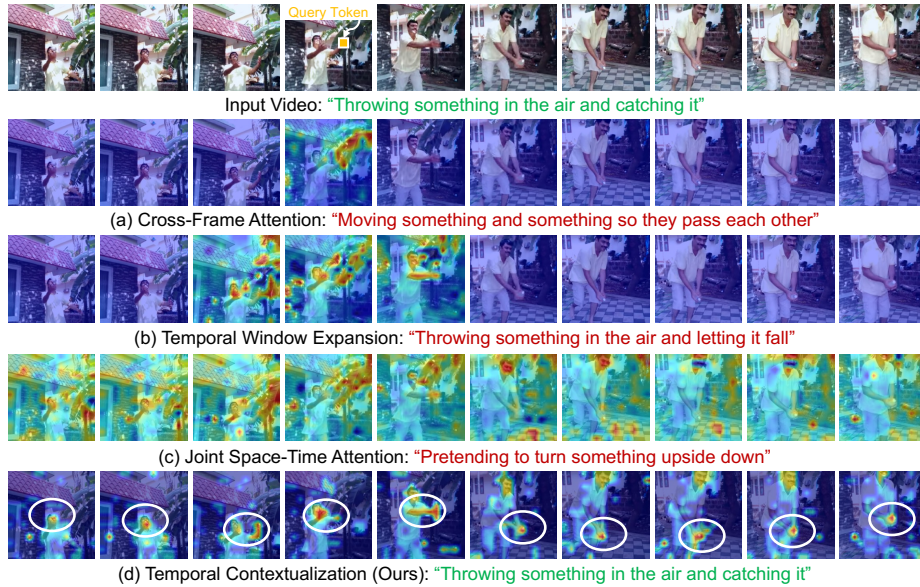 Query Token
Input Video: “Throwing something in the air and catching it”
(a) Cross-Frame Attention: “Moving something and something so they pass each other”
(b) Temporal Window Expansion: “Throwing something in the air and letting it fall”
(c) Joint Space-Time Attention: “Pretending to turn something upside down”
(d) Temporal Contextualization (Ours): “Throwing something in the air and catching it”